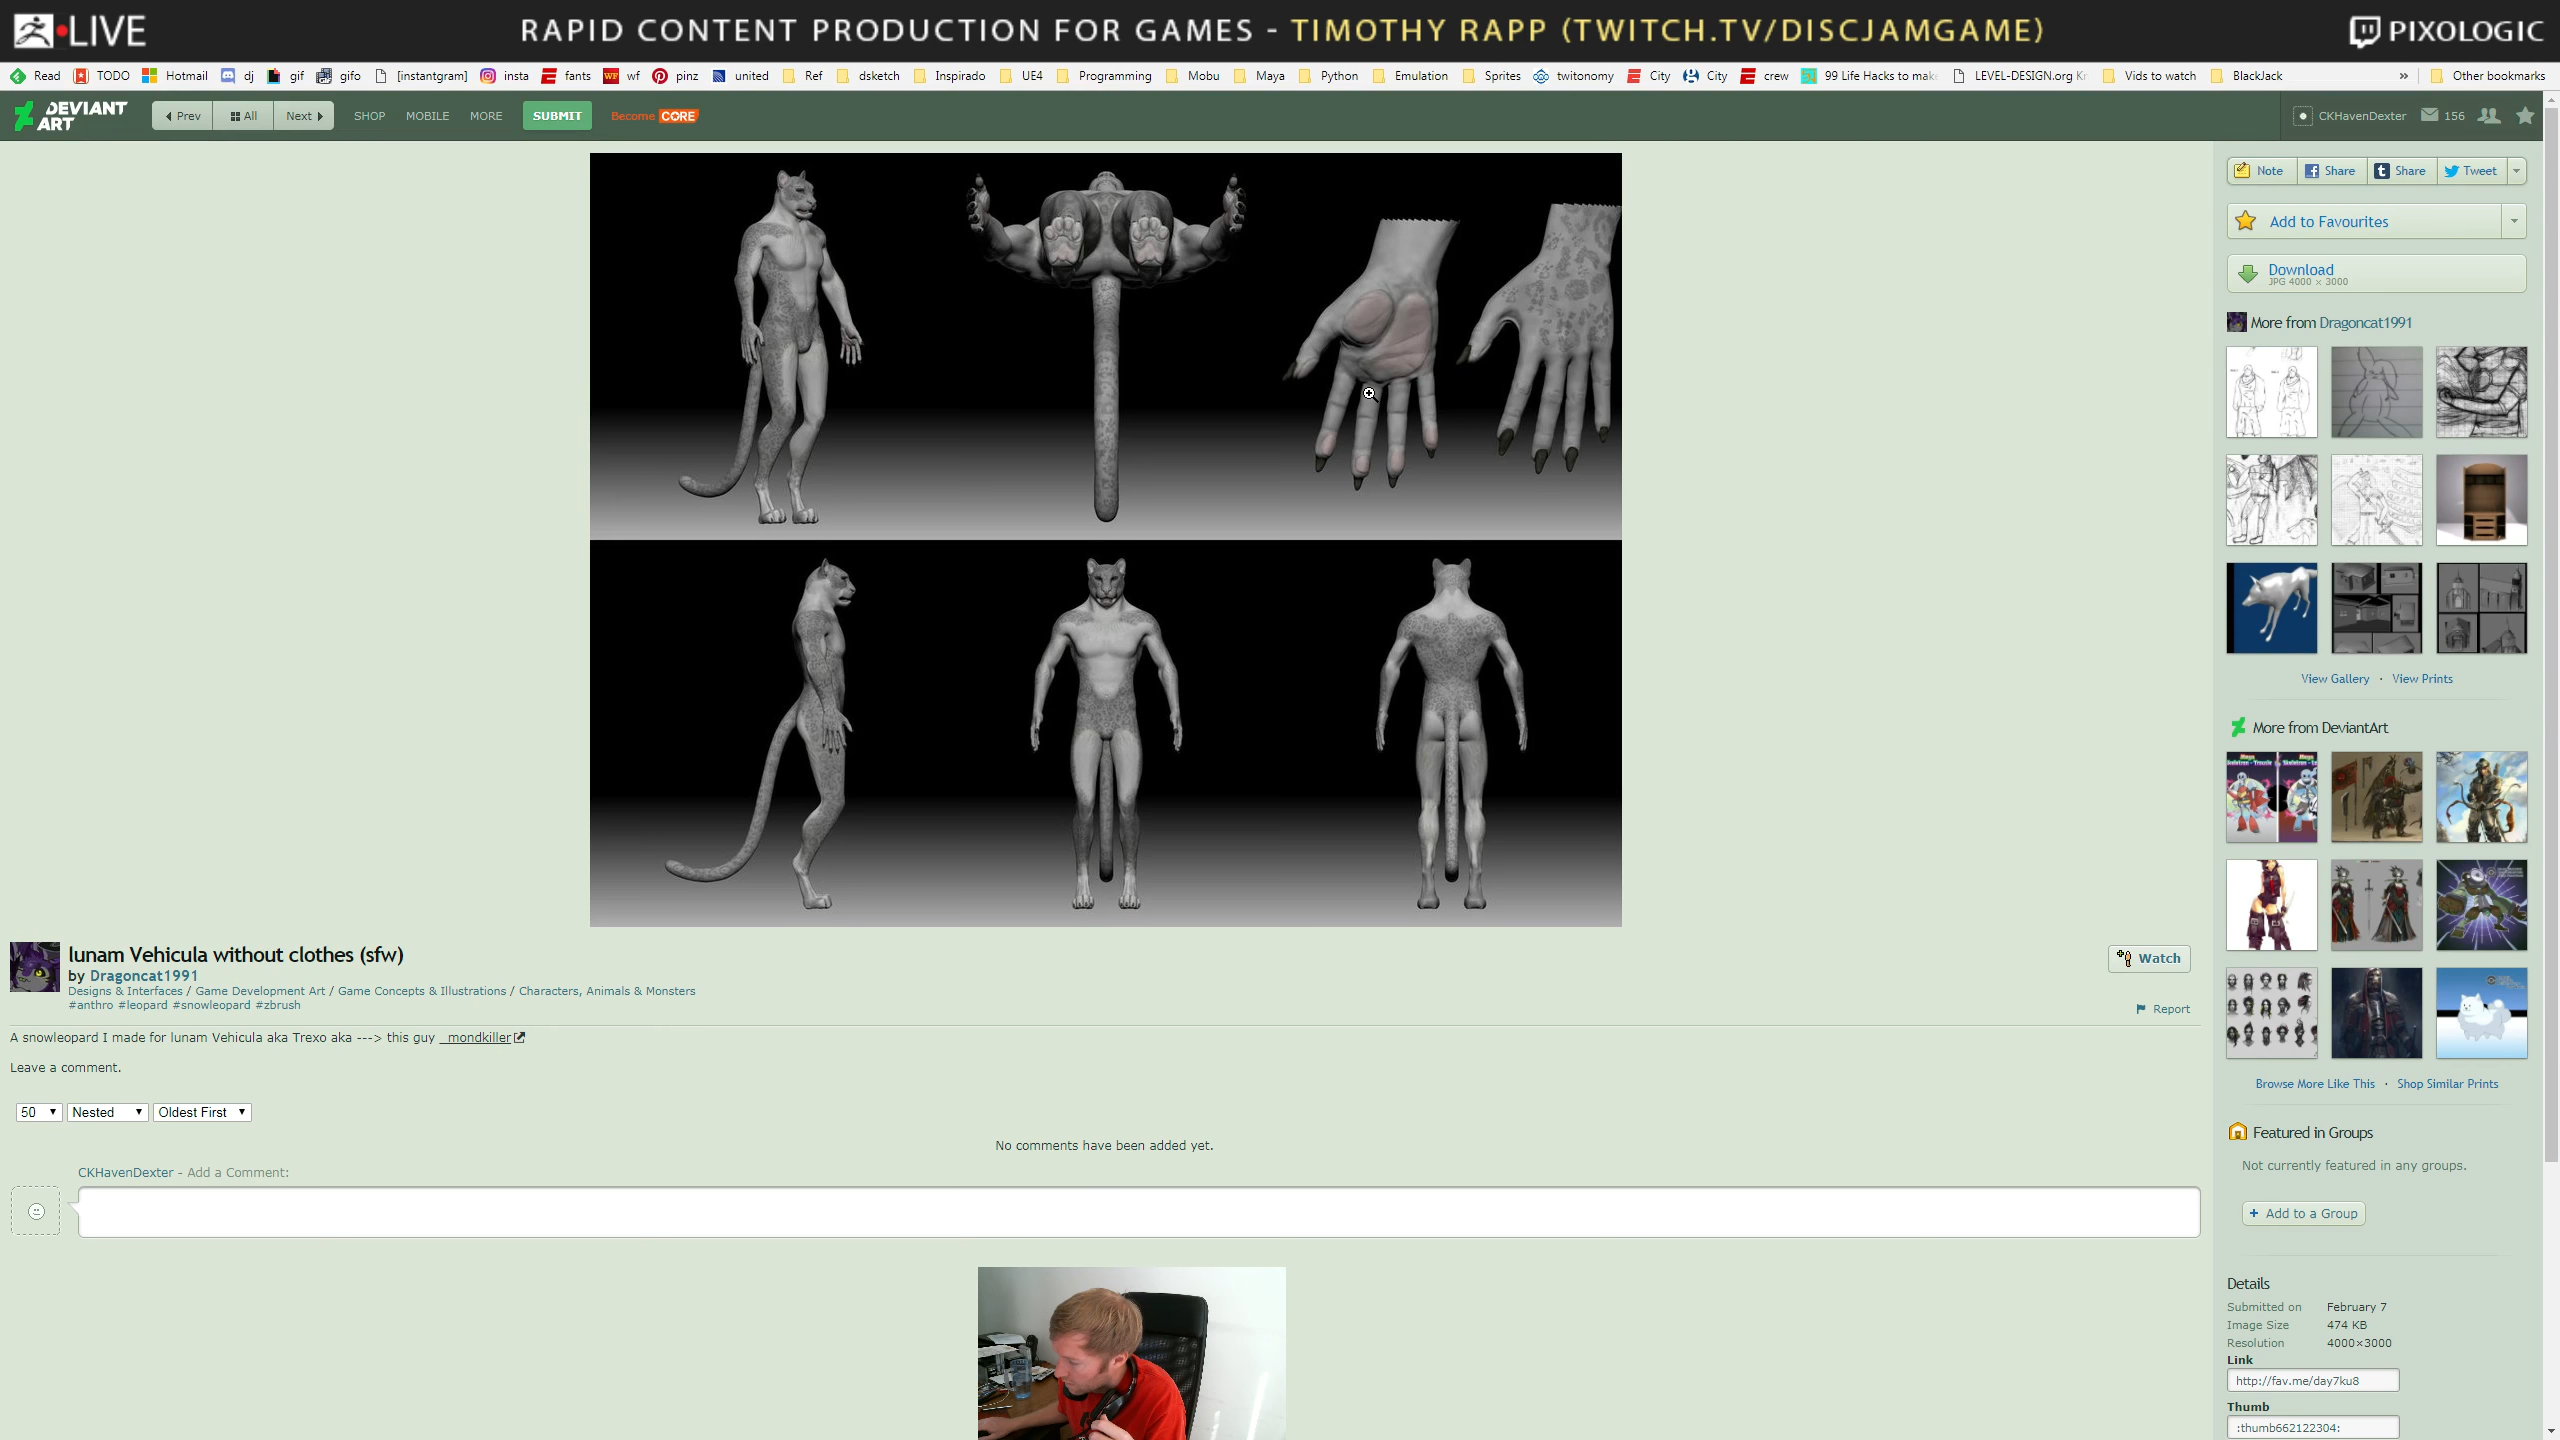 LIVE
RAPID CONTENT PRODUCTION FOR GAMES - TIMOTHY RAPP (TWITCH.TV/DISCJAMGAME)
PIXOLOGIC
Read TODO Hotmail dj gif gifo [instantgram] insta fants wf pinz united Ref dsketch Inspirado UE4 Programming Mobu Maya Python Emulation Sprites twitonomy City City crew 99 Life Hacks to make LEVEL-DESIGN.org Kn Vids to watch BlackJack » Other bookmarks
DEVIANT ART
Prev All Next SHOP MOBILE MORE SUBMIT Become CORE
CKHavenDexter 156
Note Share Share Tweet
Add to Favourites
Download
JPG 4000 × 3000
More from Dragoncat1991
View Gallery · View Prints
More from DeviantArt
Browse More Like This · Shop Similar Prints
Featured in Groups
Not currently featured in any groups.
+ Add to a Group
Details
Submitted on February 7
Image Size 474 KB
Resolution 4000×3000
Link
http://fav.me/day7ku8
Thumb
:thumb662122304:
lunam Vehicula without clothes (sfw)
by Dragoncat1991
Designs & Interfaces / Game Development Art / Game Concepts & Illustrations / Characters, Animals & Monsters
#anthro #leopard #snowleopard #zbrush
Watch
Report
A snowleopard I made for lunam Vehicula aka Trexo aka ---> this guy _mondkiller
Leave a comment.
50 Nested Oldest First
No comments have been added yet.
CKHavenDexter - Add a Comment: